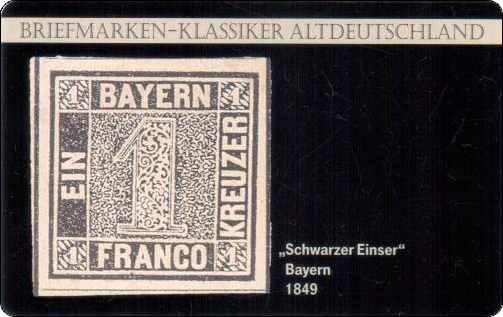 BRIEFMARKEN-KLASSIKER ALTDEUTSCHLAND
1 BAYERN 1
EIN
1
KREUZER
1 FRANCO 1
„Schwarzer Einser“
Bayern
1849